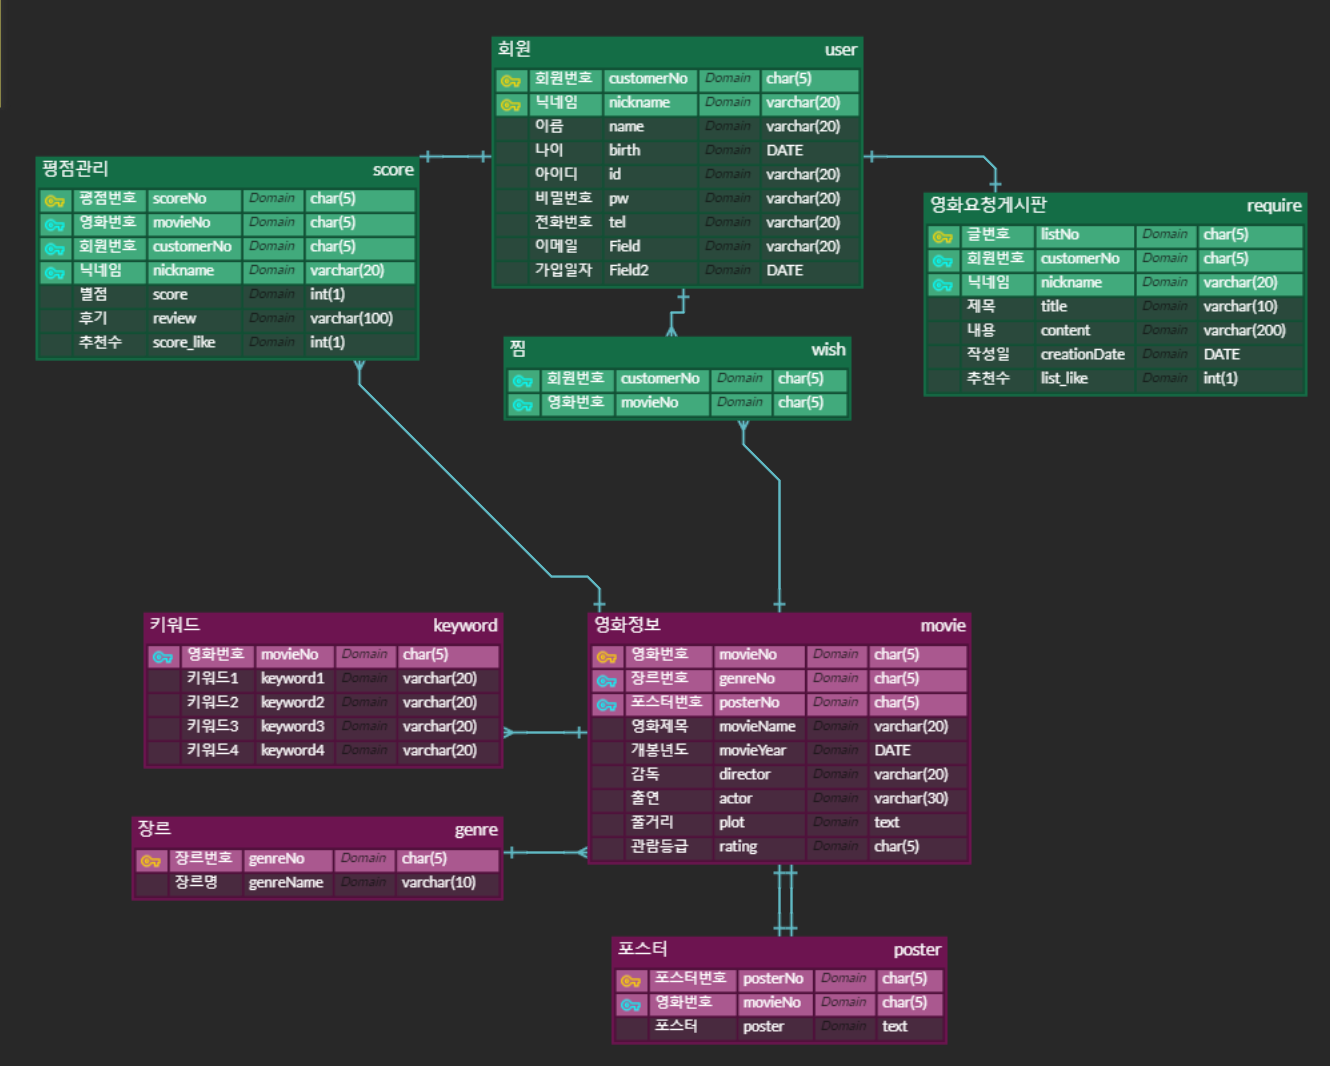 회원 user
회원번호 customerNo Domain char(5)
닉네임 nickname Domain varchar(20)
이름 name Domain varchar(20)
나이 birth Domain DATE
아이디 id Domain varchar(20)
비밀번호 pw Domain varchar(20)
전화번호 tel Domain varchar(20)
이메일 Field Domain varchar(20)
가입일자 Field2 Domain DATE
평점관리 score
평점번호 scoreNo Domain char(5)
영화번호 movieNo Domain char(5)
회원번호 customerNo Domain char(5)
닉네임 nickname Domain varchar(20)
별점 score Domain int(1)
후기 review Domain varchar(100)
추천수 score_like Domain int(1)
영화요청게시판 require
글번호 listNo Domain char(5)
회원번호 customerNo Domain char(5)
닉네임 nickname Domain varchar(20)
제목 title Domain varchar(10)
내용 content Domain varchar(200)
작성일 creationDate Domain DATE
추천수 list_like Domain int(1)
찜 wish
회원번호 customerNo Domain char(5)
영화번호 movieNo Domain char(5)
키워드 keyword
영화번호 movieNo Domain char(5)
키워드1 keyword1 Domain varchar(20)
키워드2 keyword2 Domain varchar(20)
키워드3 keyword3 Domain varchar(20)
키워드4 keyword4 Domain varchar(20)
영화정보 movie
영화번호 movieNo Domain char(5)
장르번호 genreNo Domain char(5)
포스터번호 posterNo Domain char(5)
영화제목 movieName Domain varchar(20)
개봉년도 movieYear Domain DATE
감독 director Domain varchar(20)
출연 actor Domain varchar(30)
줄거리 plot Domain text
관람등급 rating Domain char(5)
장르 genre
장르번호 genreNo Domain char(5)
장르명 genreName Domain varchar(10)
포스터 poster
포스터번호 posterNo Domain char(5)
영화번호 movieNo Domain char(5)
포스터 poster Domain text